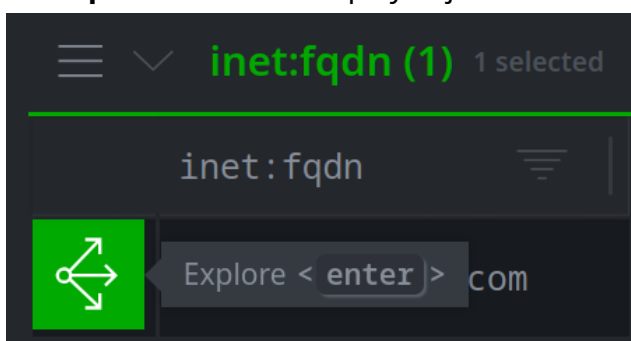 inet:fqdn (1) 1 selected
inet:fqdn
Explore <enter> com